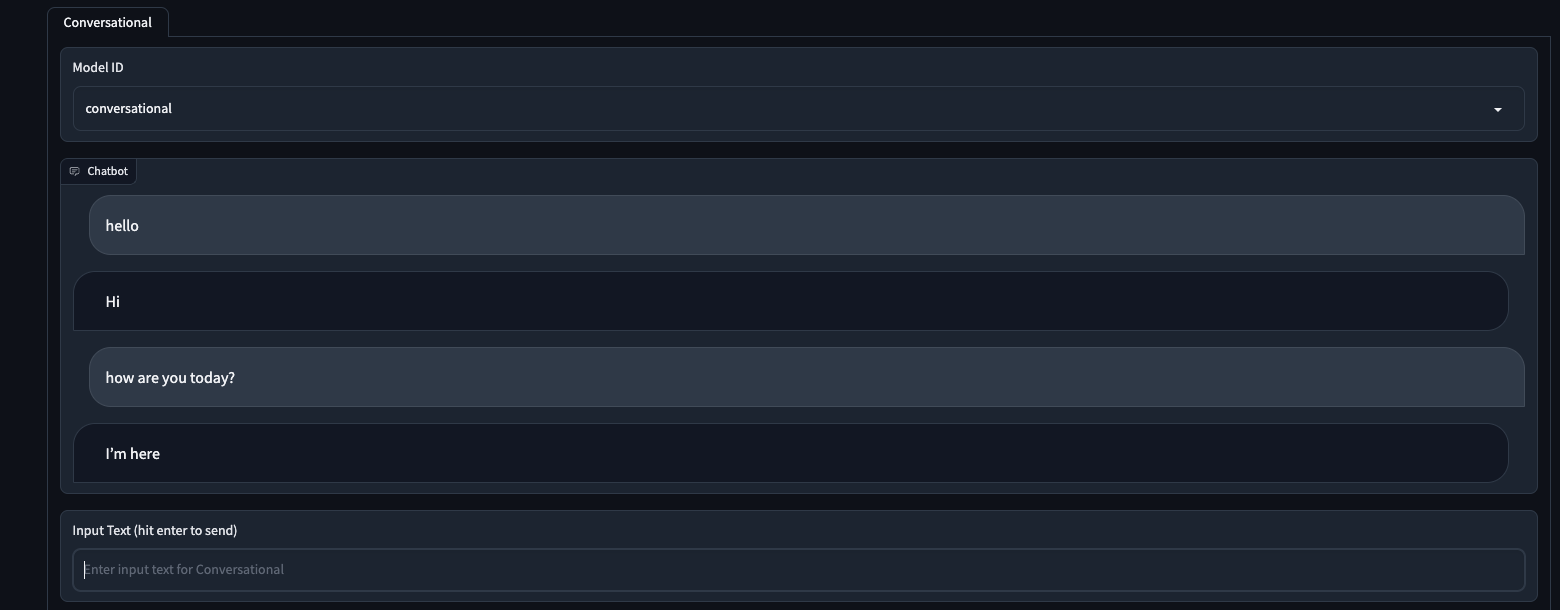 Conversational
Model ID
conversational
Chatbot
hello
Hi
how are you today?
I'm here
Input Text (hit enter to send)
Enter input text for Conversational